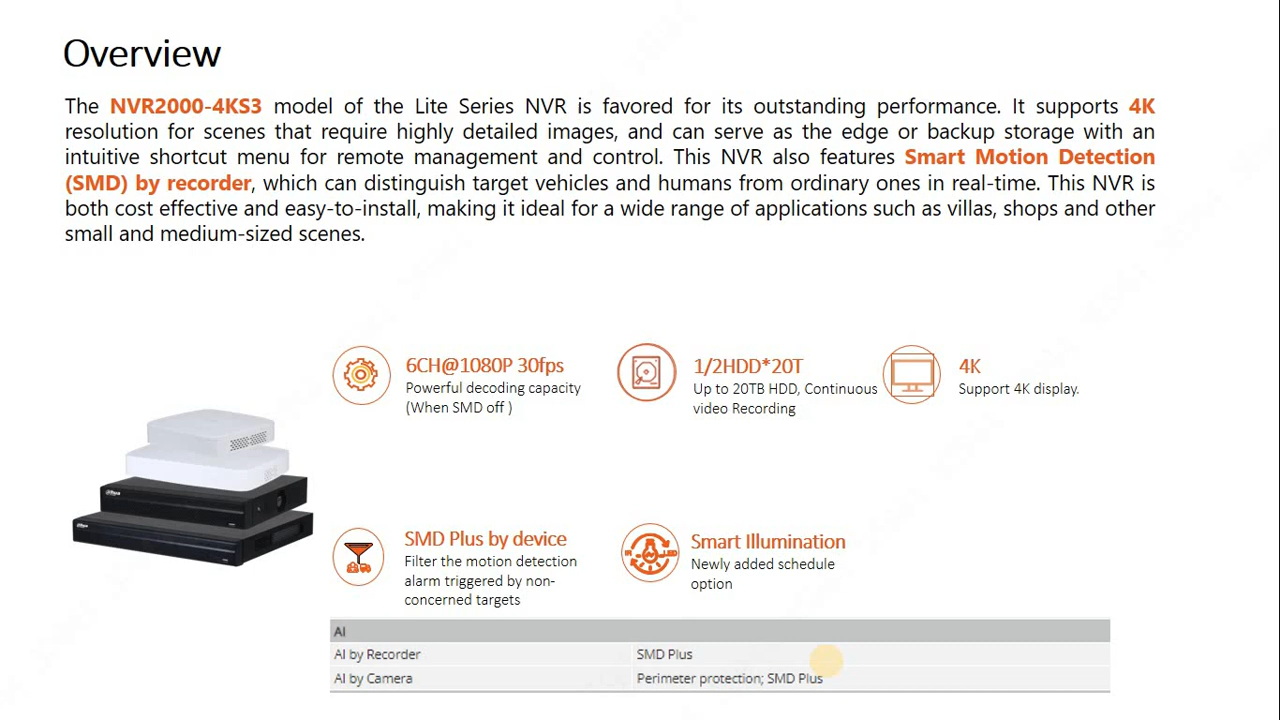 Overview
The NVR2000-4KS3 model of the Lite Series NVR is favored for its outstanding performance. It supports 4K
resolution for scenes that require highly detailed images, and can serve as the edge or backup storage with an
intuitive shortcut menu for remote management and control. This NVR also features Smart Motion Detection
(SMD) by recorder, which can distinguish target vehicles and humans from ordinary ones in real-time. This NVR is
both cost effective and easy-to-install, making it ideal for a wide range of applications such as villas, shops and other
small and medium-sized scenes.
6CH@1080P 30fps
Powerful decoding capacity
(When SMD off )
1/2HDD*20T
Up to 20TB HDD, Continuous
video Recording
4K
Support 4K display.
alhua
alhua
SMD Plus by device
Filter the motion detection
alarm triggered by non-
concerned targets
IR
LED
Smart Illumination
Newly added schedule
option
AI
AI by Recorder SMD Plus
AI by Camera Perimeter protection; SMD Plus